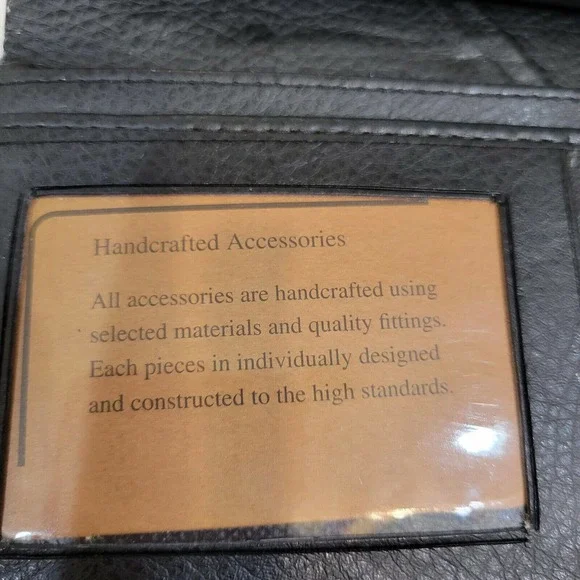 Handcrafted Accessories
All accessories are handcrafted using
selected materials and quality fittings.
Each pieces in individually designed
and constructed to the high standards.